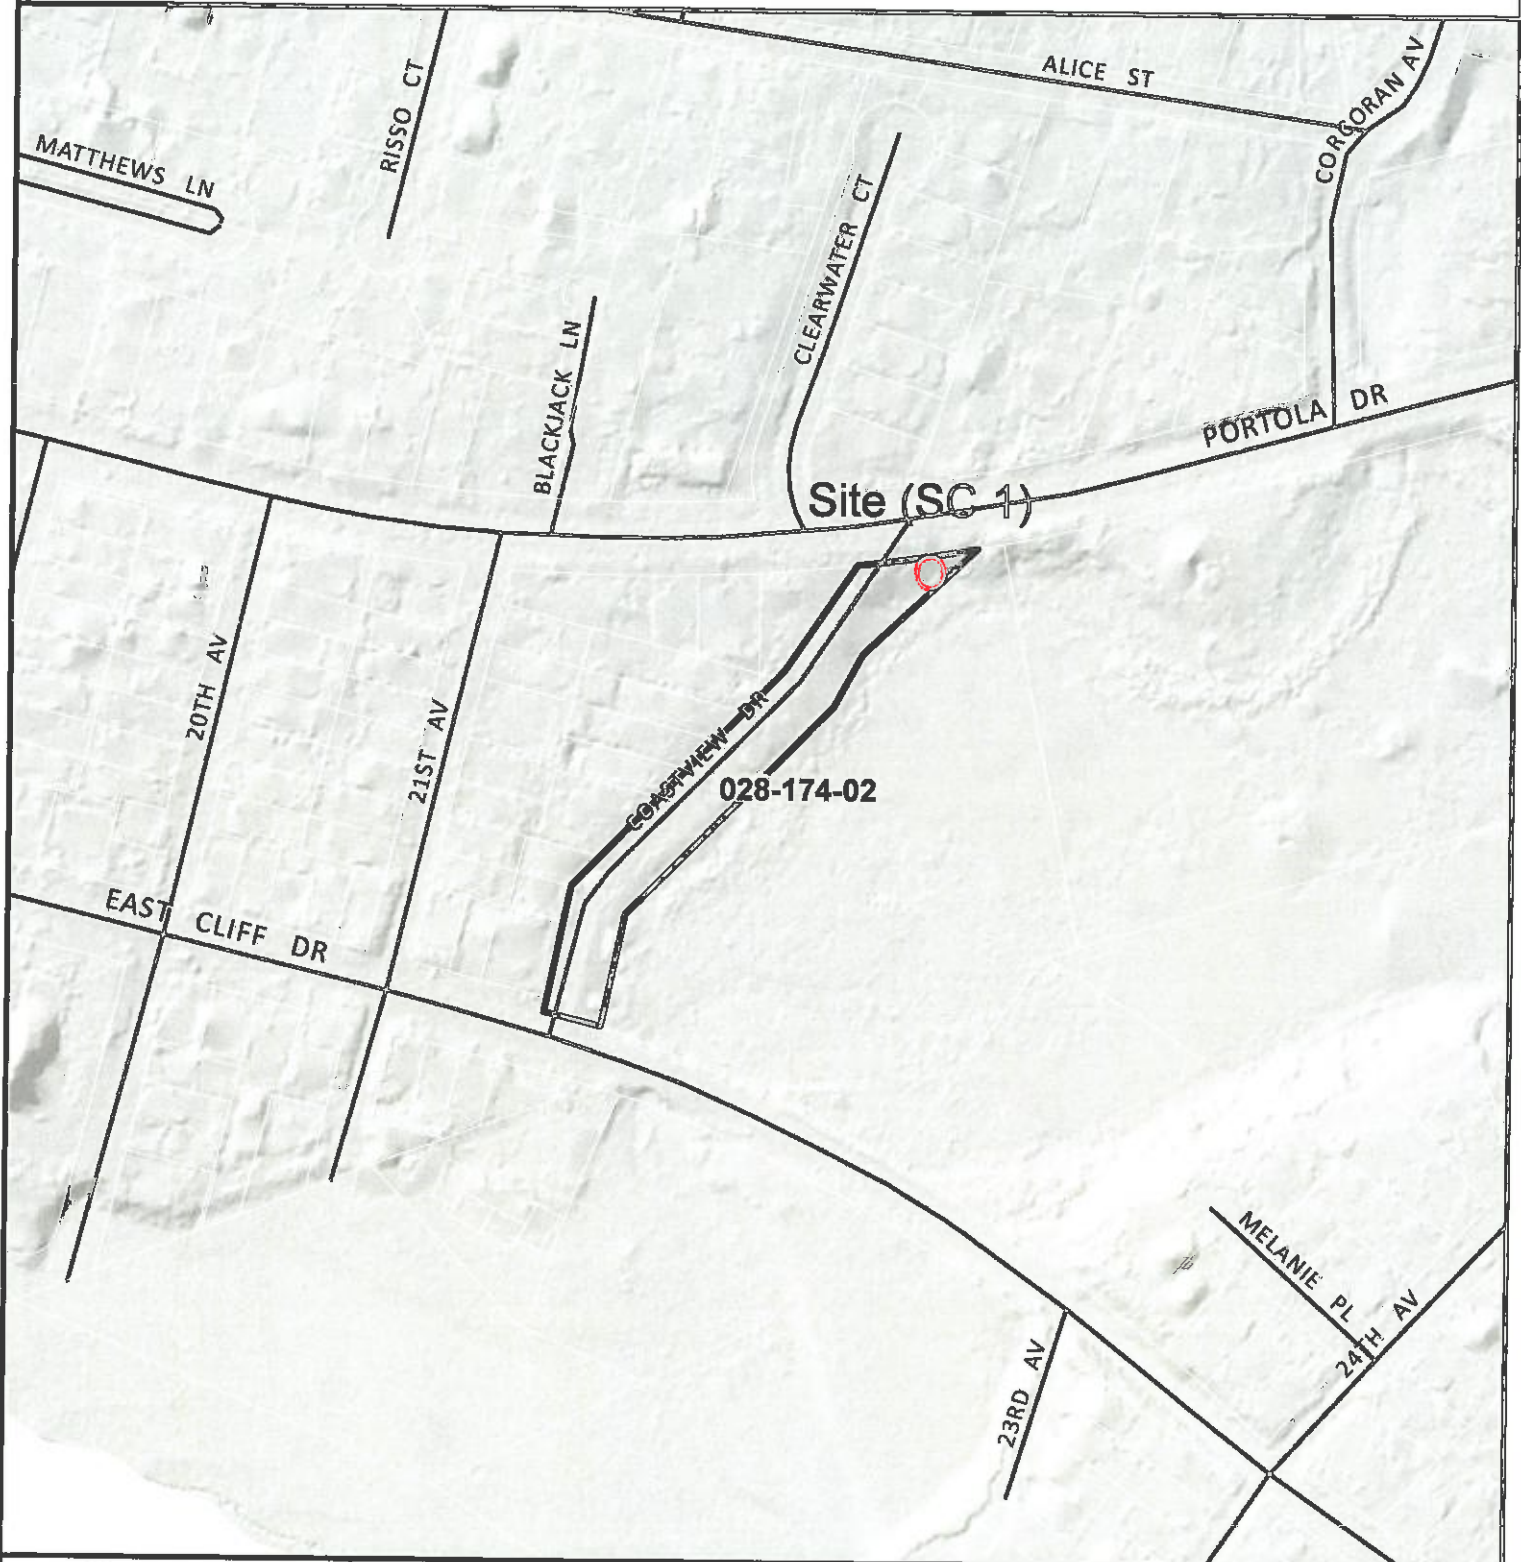 ALICE ST
CORCORAN AV
RISSO CT
MATTHEWS LN
CLEARWATER CT
BLACKJACK LN
PORTOLA DR
Site (SC 1)
20TH AV
21ST AV
COASTVIEW DR
028-174-02
EAST CLIFF DR
MELANIE PL
24TH AV
23RD AV